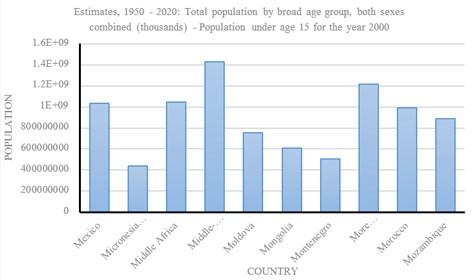 Estimates, 1950 - 2020: Total population by broad age group, both sexes
combined (thousands) - Population under age 15 for the year 2000
1.6E+09
1.4E+09
1.2E+09
1E+09
800000000
600000000
400000000
200000000
0
POPULATION
Mexico
Micronesia…
Middle Africa
Middle-…
Moldova
Mongolia
Montenegro
More…
Morocco
Mozambique
COUNTRY